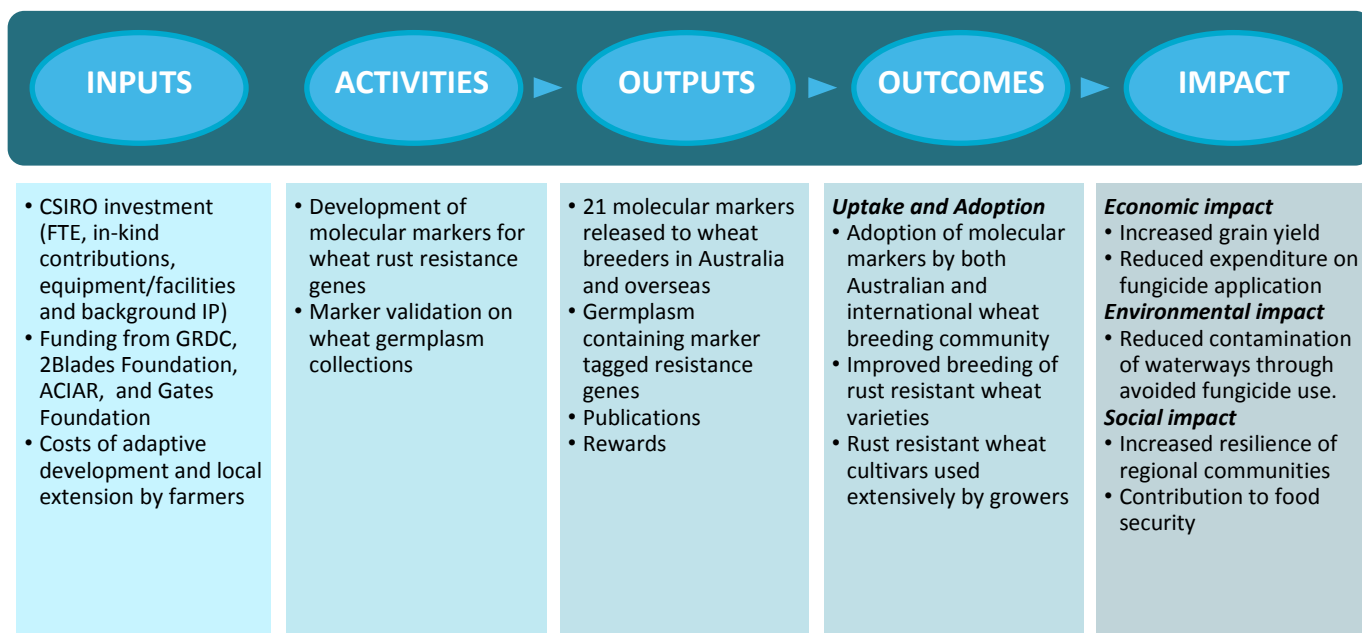 INPUTS
ACTIVITIES
OUTPUTS
OUTCOMES
IMPACT
• CSIRO investment
(FTE, in-kind
contributions,
equipment/facilities
and background IP)
• Funding from GRDC,
2Blades Foundation,
ACIAR, and Gates
Foundation
• Costs of adaptive
development and local
extension by farmers
• Development of
molecular markers for
wheat rust resistance
genes
• Marker validation on
wheat germplasm
collections
• 21 molecular markers
released to wheat
breeders in Australia
and overseas
• Germplasm
containing marker
tagged resistance
genes
• Publications
• Rewards
Uptake and Adoption
• Adoption of molecular
markers by both
Australian and
international wheat
breeding community
• Improved breeding of
rust resistant wheat
varieties
• Rust resistant wheat
cultivars used
extensively by growers
Economic impact
• Increased grain yield
• Reduced expenditure on
fungicide application
Environmental impact
• Reduced contamination
of waterways through
avoided fungicide use.
Social impact
• Increased resilience of
regional communities
• Contribution to food
security